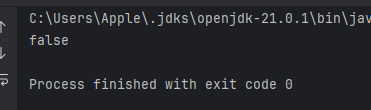 C:\Users\Apple\.jdks\openjdk-21.0.1\bin\jav
false
Process finished with exit code 0